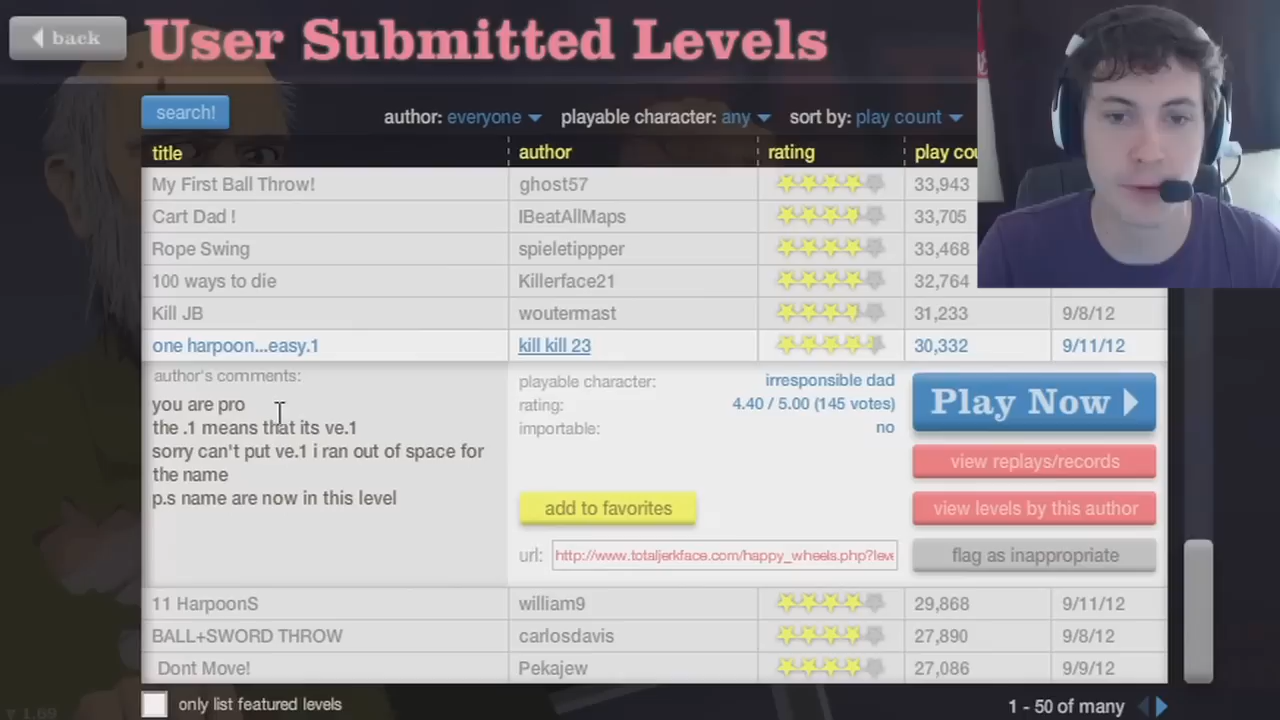 back
User Submitted Levels
search!
author: everyone playable character: any sort by: play count
title author rating play cou
My First Ball Throw! ghost57 33,943
Cart Dad ! IBeatAllMaps 33,705
Rope Swing spieletippper 33,468
100 ways to die Killerface21 32,764
Kill JB woutermast 31,233 9/8/12
one harpoon...easy.1 kill kill 23 30,332 9/11/12
author's comments:
you are pro
the .1 means that its ve.1
sorry can't put ve.1 i ran out of space for
the name
p.s name are now in this level
playable character: irresponsible dad
rating: 4.40 / 5.00 (145 votes)
importable: no
add to favorites
url: http://www.totaljerkface.com/happy_wheels.php?leve
Play Now
view replays/records
view levels by this author
flag as inappropriate
11 HarpoonS william9 29,868 9/11/12
BALL+SWORD THROW carlosdavis 27,890 9/8/12
Dont Move! Pekajew 27,086 9/9/12
only list featured levels 1 - 50 of many
v 1.69